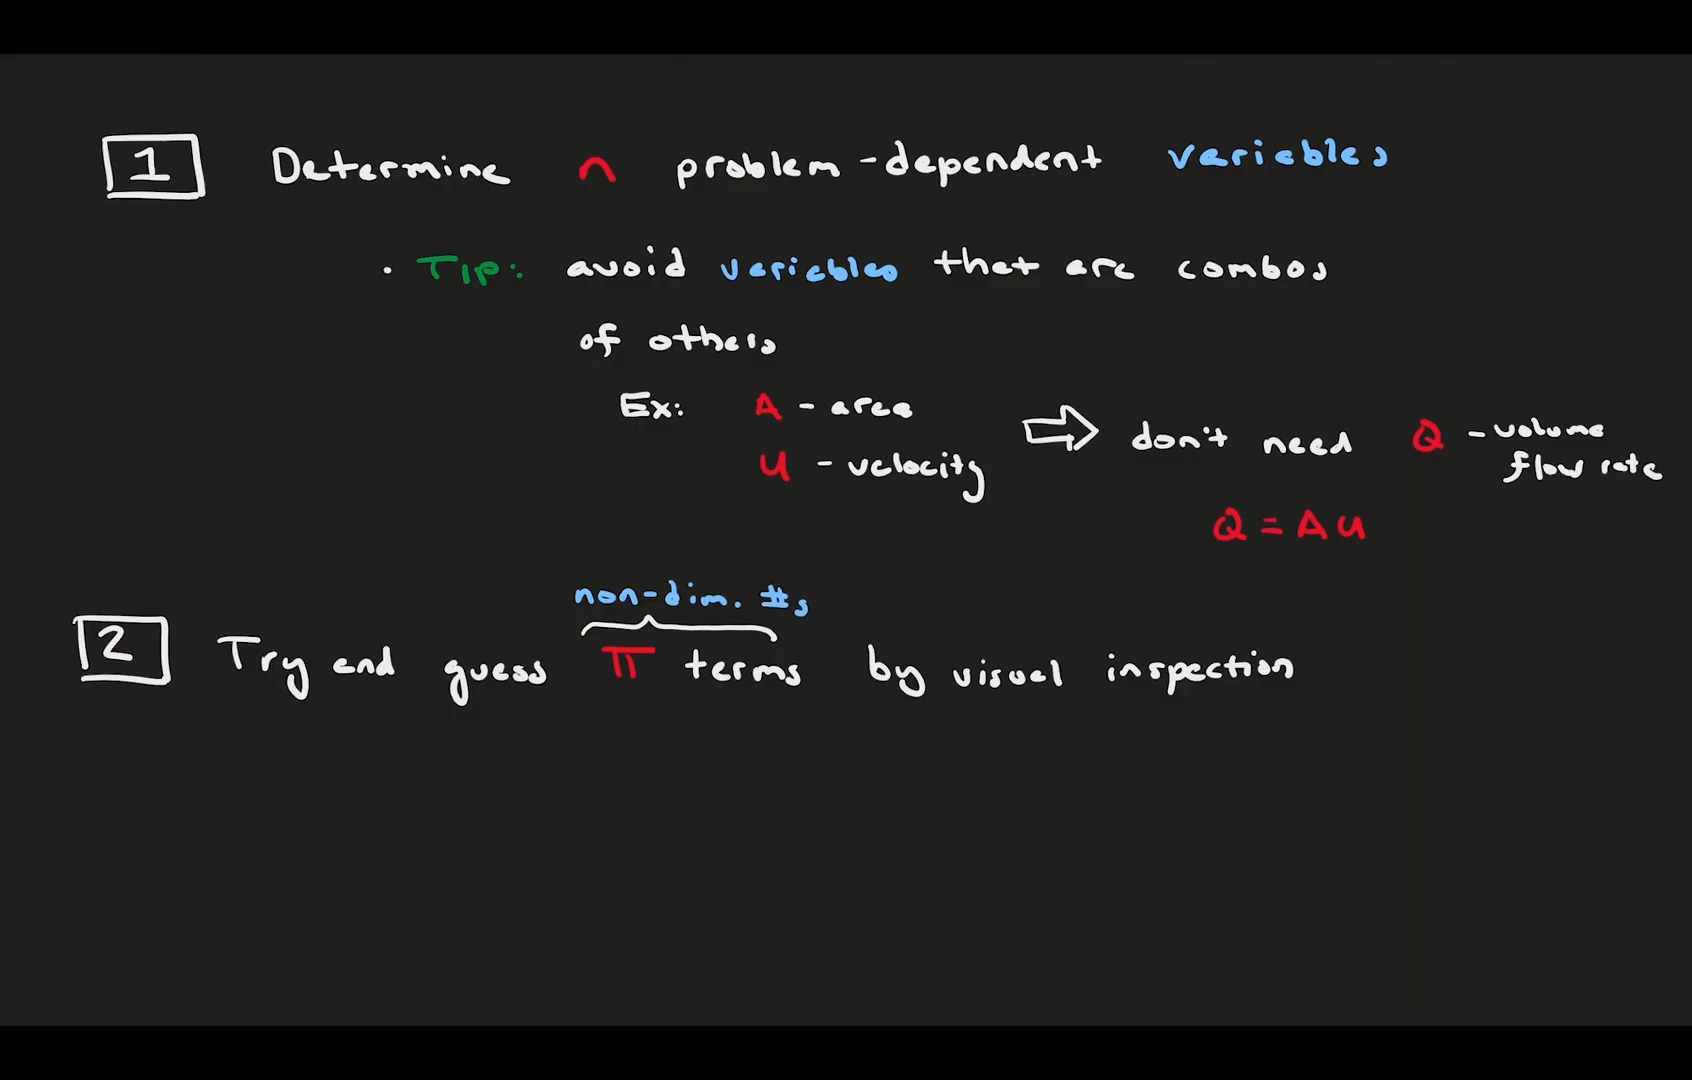 1 Determine n problem-dependent variables
· TIP: avoid variables that are combos
of others
Ex: A - area
U - velocity
⇨ don't need Q - volume
flow rate
Q = A U
non-dim. #s
2 Try and guess Π terms by visual inspection